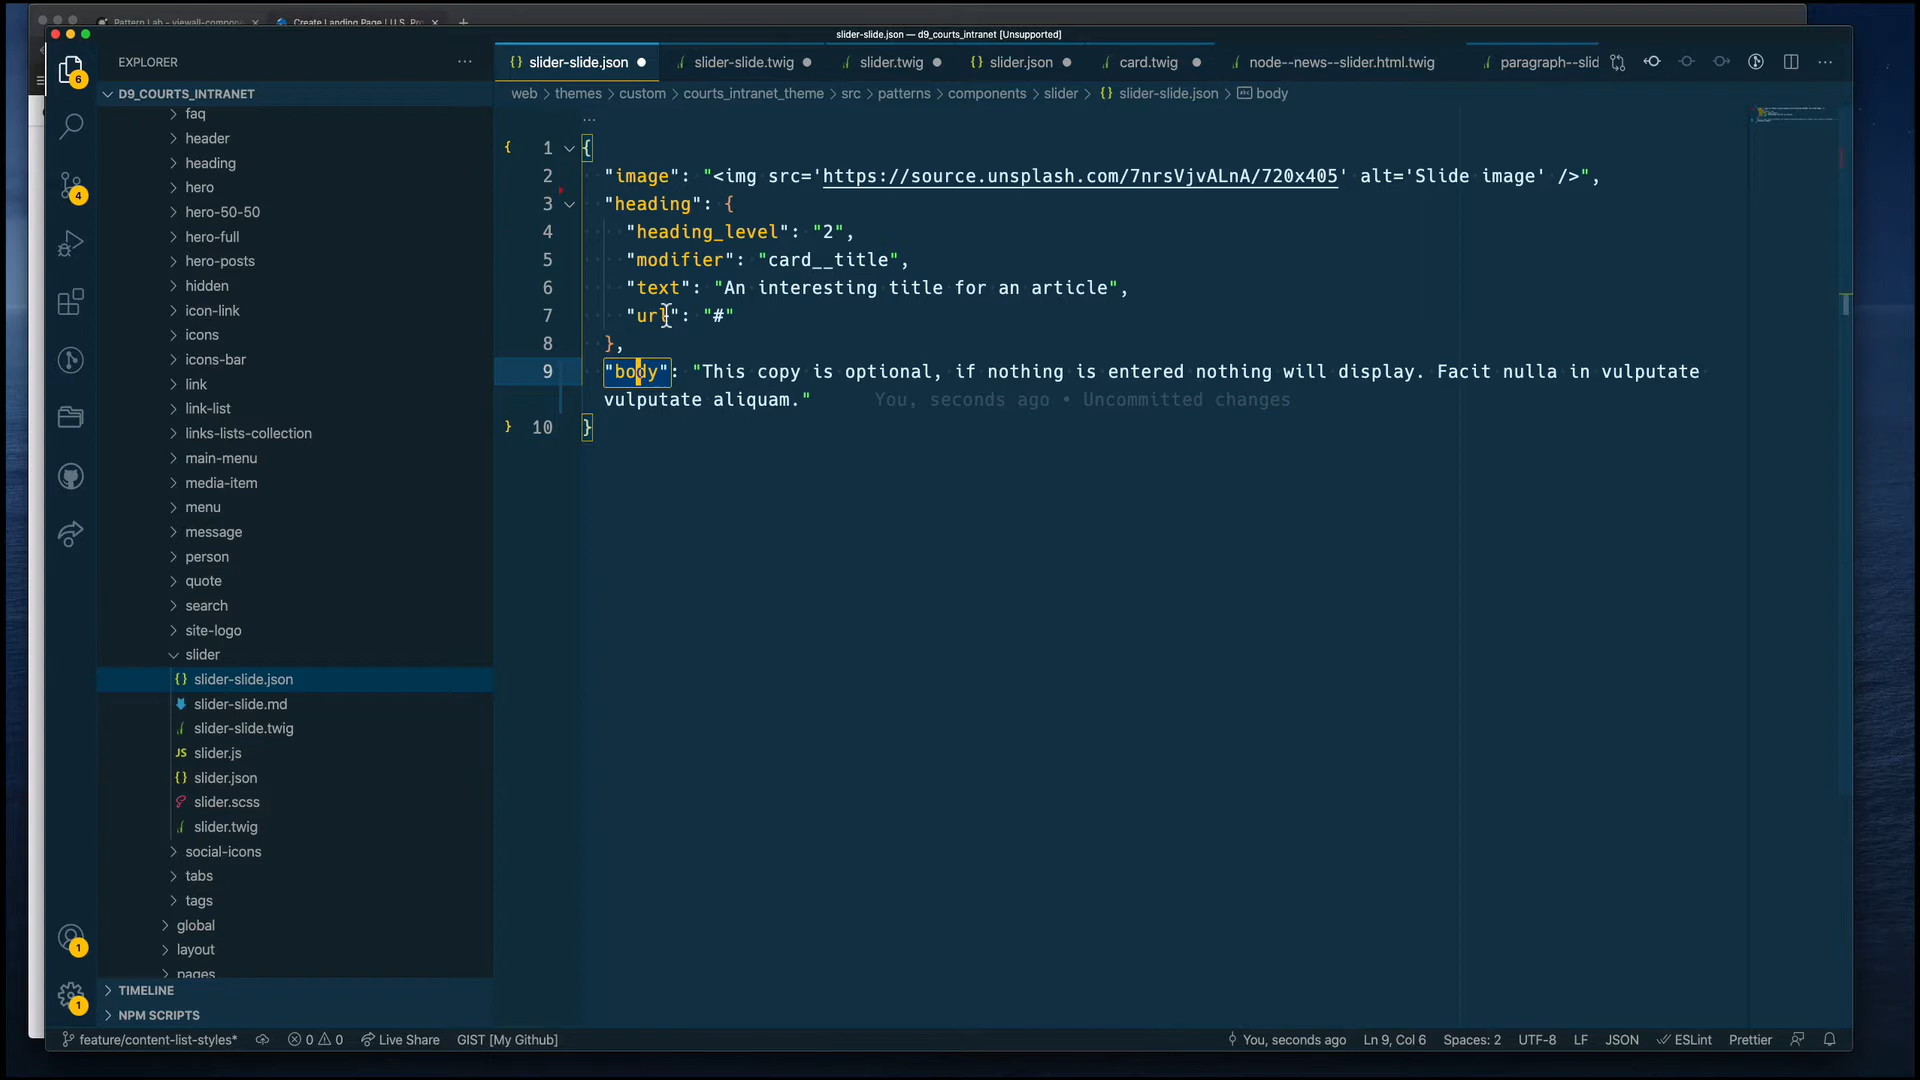 Pattern Lab - viewall-compon
Create Landing Page | U.S. Pro
slider-slide.json — d9_courts_intranet [Unsupported]
6
EXPLORER
slider-slide.json
slider-slide.twig
slider.twig
slider.json
card.twig
node--news--slider.html.twig
paragraph--slid
D9_COURTS_INTRANET
web > themes > custom > courts_intranet_theme > src > patterns > components > slider > {} slider-slide.json > body
faq
header
heading
hero
hero-50-50
hero-full
hero-posts
hidden
icon-link
icons
icons-bar
link
link-list
links-lists-collection
main-menu
media-item
menu
message
person
quote
search
site-logo
slider
{} slider-slide.json
slider-slide.md
slider-slide.twig
JS slider.js
{} slider.json
slider.scss
slider.twig
social-icons
tabs
tags
global
layout
pages
TIMELINE
NPM SCRIPTS
4
1
1
1 {
2 "image": "<img src='https://source.unsplash.com/7nrsVjvALnA/720x405' alt='Slide image' />",
3 "heading": {
4 "heading_level": "2",
5 "modifier": "card__title",
6 "text": "An interesting title for an article",
7 "url": "#"
8 },
9 "body": "This copy is optional, if nothing is entered nothing will display. Facit nulla in vulputate
vulputate aliquam." You, seconds ago • Uncommitted changes
10 }
feature/content-list-styles*
0 0
Live Share
GIST [My Github]
You, seconds ago
Ln 9, Col 6
Spaces: 2
UTF-8
LF
JSON
ESLint
Prettier